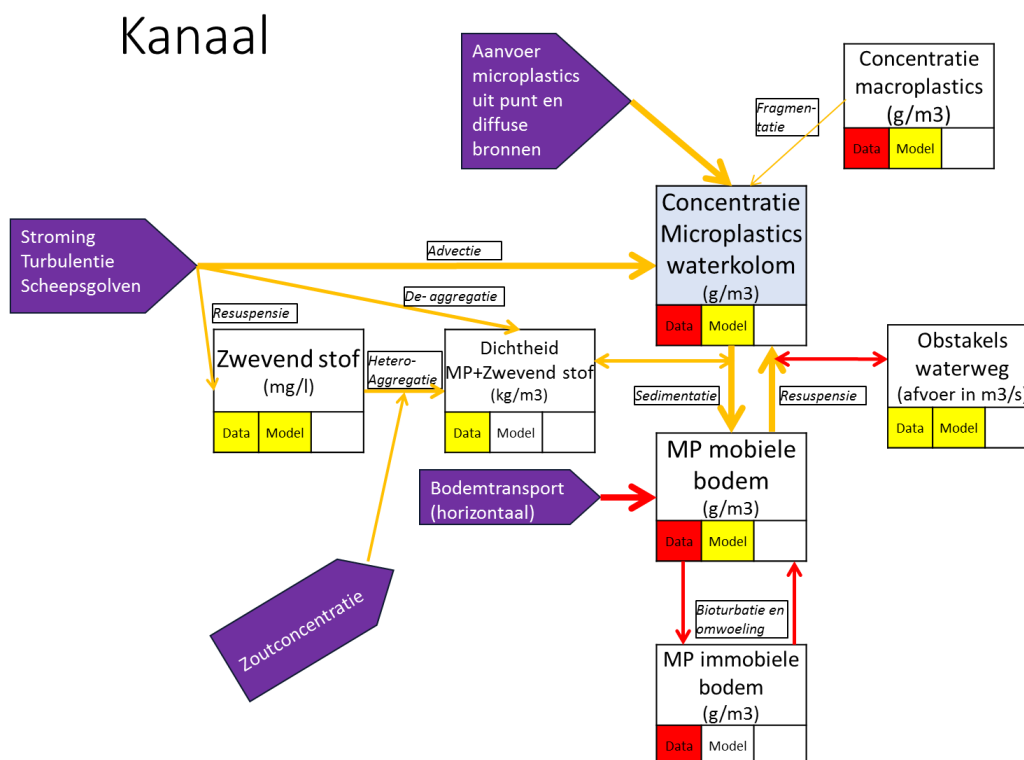 Kanaal
Aanvoer
microplastics
uit punt en
diffuse
bronnen
Concentratie
macroplastics
(g/m3)
Data Model
Fragmen-
tatie
Concentratie
Microplastics
waterkolom
(g/m3)
Data Model
Stroming
Turbulentie
Scheepsgolven
Advectie
De- aggregatie
Resuspensie
Zwevend stof
(mg/l)
Data Model
Hetero-
Aggregatie
Dichtheid
MP+Zwevend stof
(kg/m3)
Data Model
Sedimentatie
Resuspensie
Obstakels
waterweg
(afvoer in m3/s)
Data Model
MP mobiele
bodem
(g/m3)
Data Model
Bodemtransport
(horizontaal)
Zoutconcentratie
Bioturbatie en
omwoeling
MP immobiele
bodem
(g/m3)
Data Model